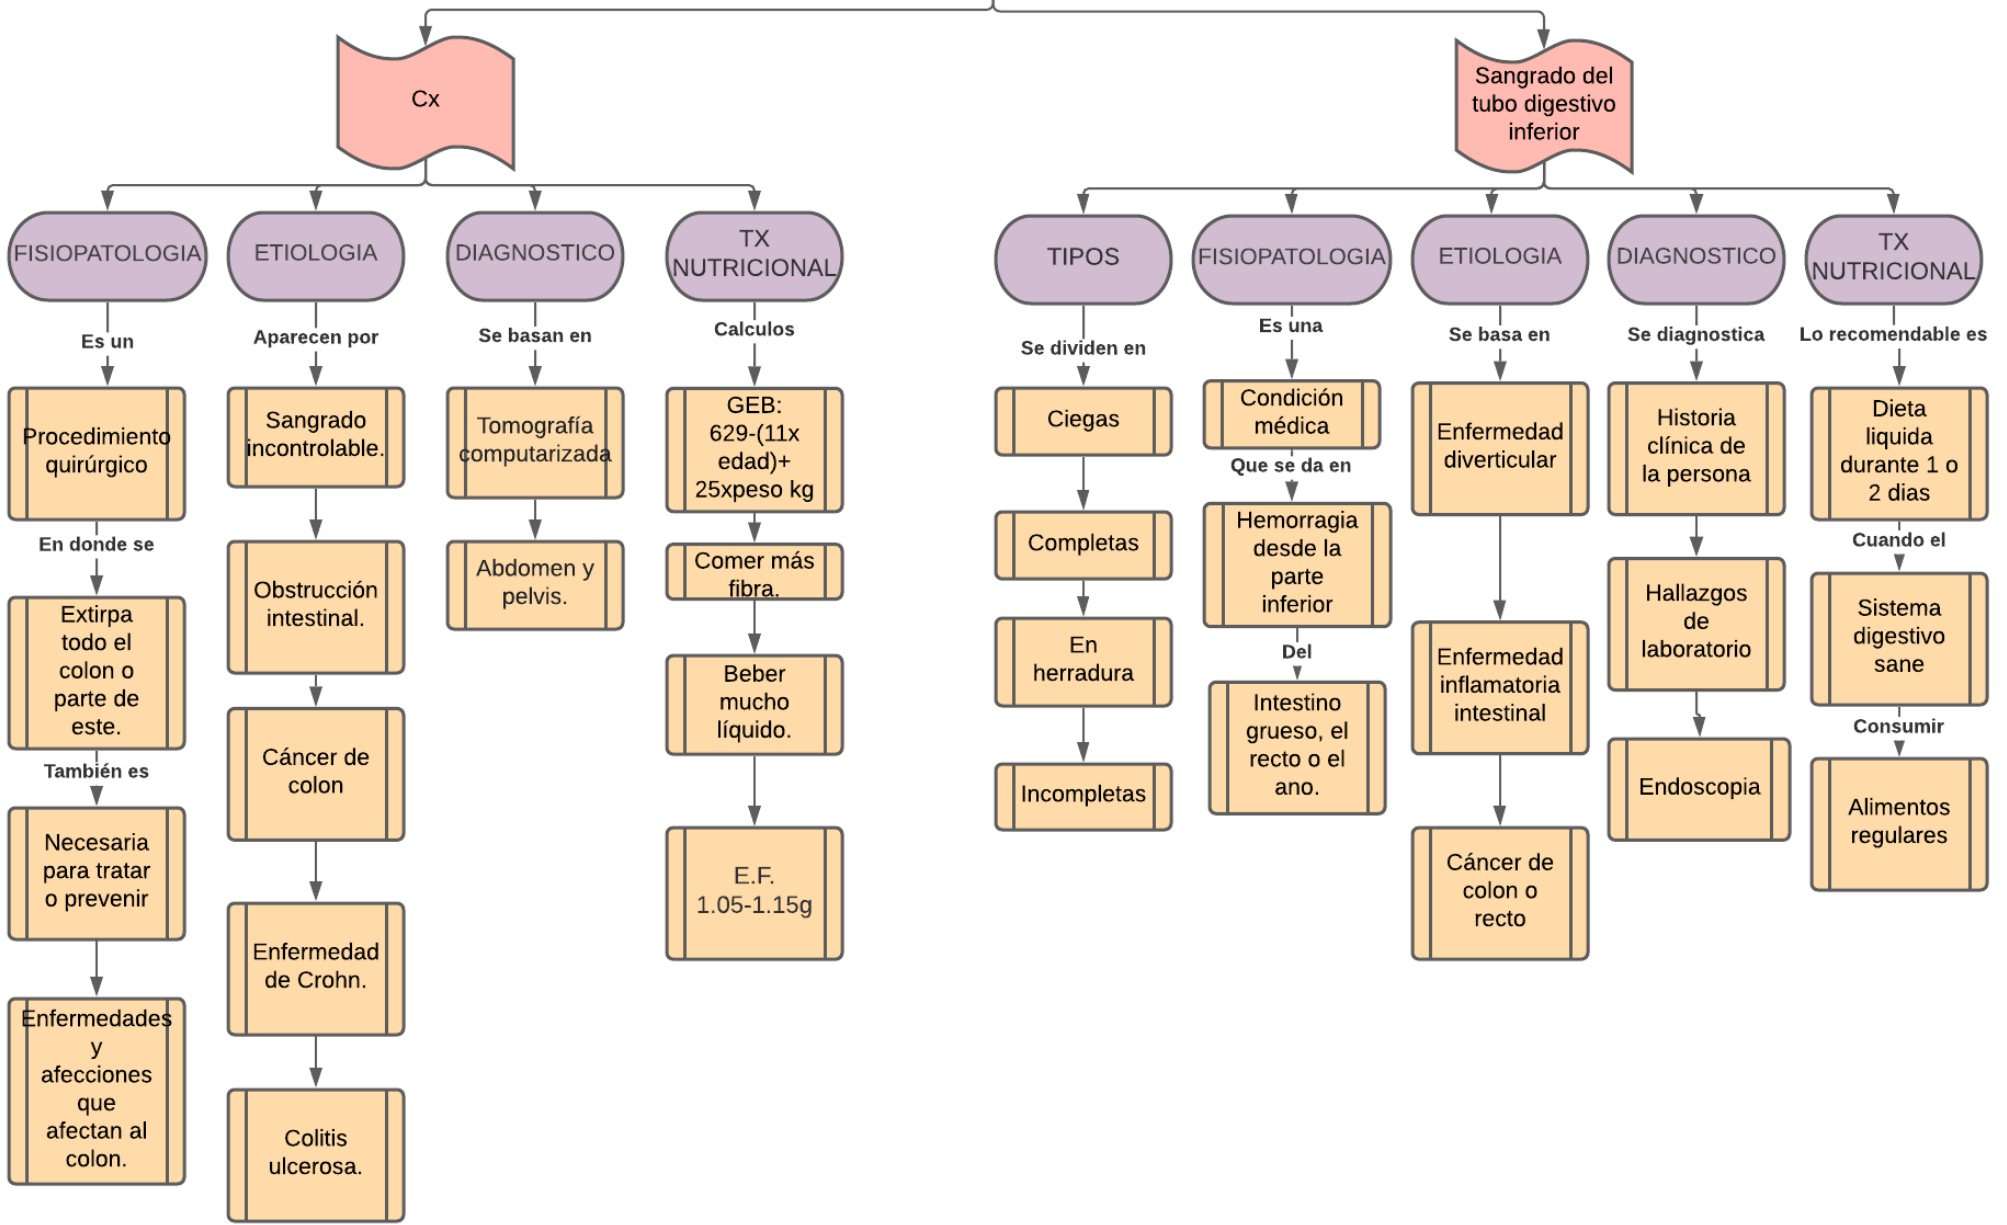 Cx
FISIOPATOLOGIA
Es un
Procedimiento
quirúrgico
En donde se
Extirpa
todo el
colon o
parte de
este.
También es
Necesaria
para tratar
o prevenir
Enfermedades
y
afecciones
que
afectan al
colon.
ETIOLOGIA
Aparecen por
Sangrado
incontrolable.
Obstrucción
intestinal.
Cáncer de
colon
Enfermedad
de Crohn.
Colitis
ulcerosa.
DIAGNOSTICO
Se basan en
Tomografía
computarizada
Abdomen y
pelvis.
TX
NUTRICIONAL
Calculos
GEB:
629-(11x
edad)+
25xpeso kg
Comer más
fibra.
Beber
mucho
líquido.
E.F.
1.05-1.15g
Sangrado del
tubo digestivo
inferior
TIPOS
Se dividen en
Ciegas
Completas
En
herradura
Incompletas
FISIOPATOLOGIA
Es una
Condición
médica
Que se da en
Hemorragia
desde la
parte
inferior
Del
Intestino
grueso, el
recto o el
ano.
ETIOLOGIA
Se basa en
Enfermedad
diverticular
Enfermedad
inflamatoria
intestinal
Cáncer de
colon o
recto
DIAGNOSTICO
Se diagnostica
Historia
clínica de
la persona
Hallazgos
de
laboratorio
Endoscopia
TX
NUTRICIONAL
Lo recomendable es
Dieta
liquida
durante 1 o
2 dias
Cuando el
Sistema
digestivo
sane
Consumir
Alimentos
regulares